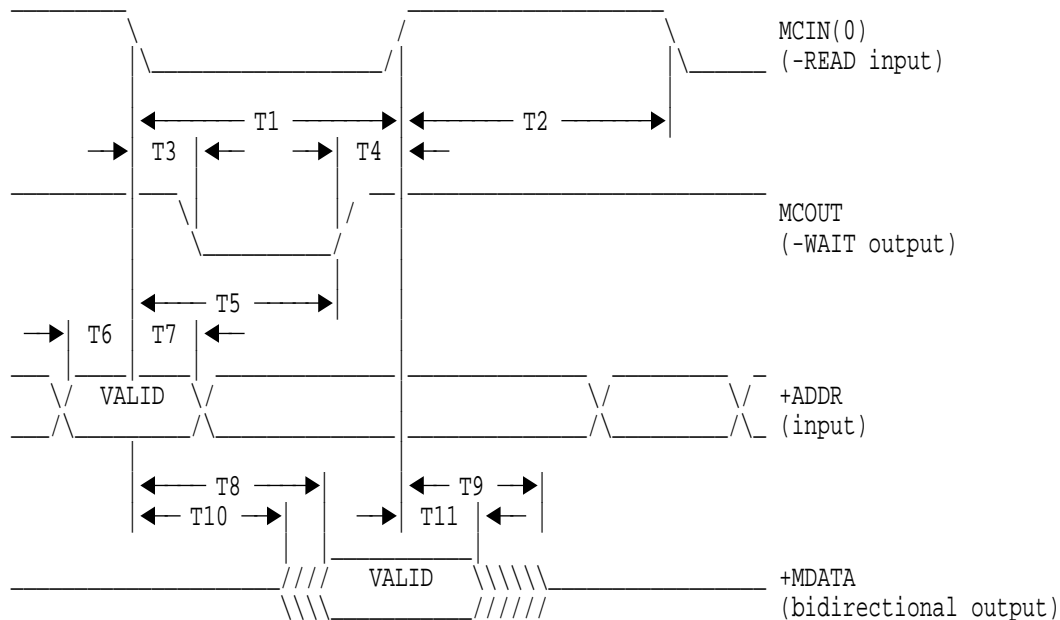 MCIN(0)
(-READ input)
T1
T2
T3
T4
MCOUT
(-WAIT output)
T5
T6
T7
VALID
+ADDR
(input)
T8
T9
T10
T11
VALID
+MDATA
(bidirectional output)